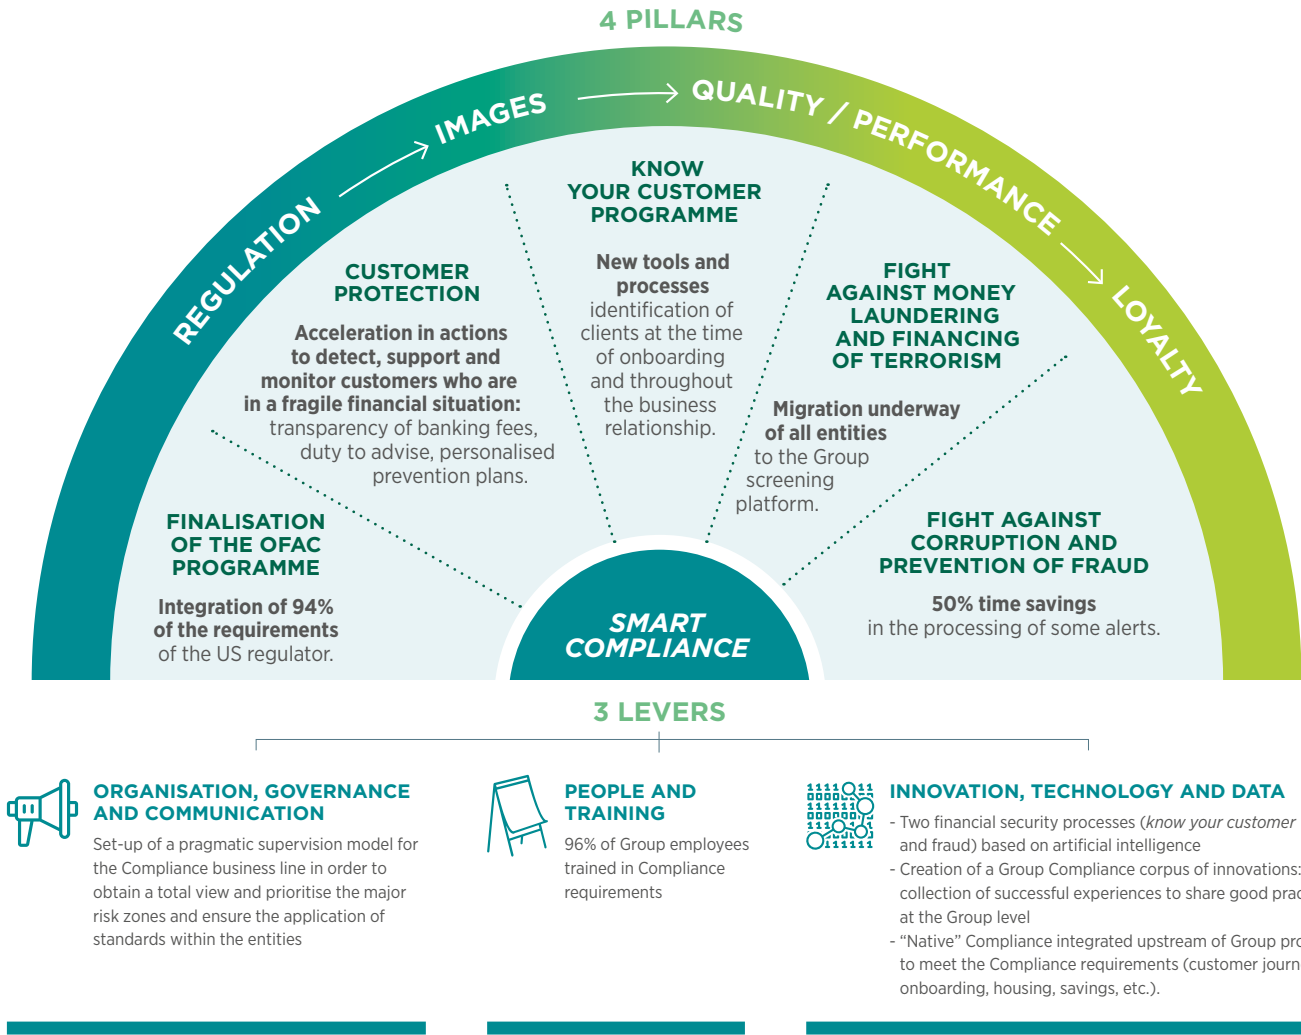 4 PILLARS
REGULATION
IMAGES
QUALITY / PERFORMANCE
LOYALTY
FINALISATION
OF THE OFAC
PROGRAMME
Integration of 94%
of the requirements
of the US regulator.
CUSTOMER
PROTECTION
Acceleration in actions
to detect, support and
monitor customers who are
in a fragile financial situation:
transparency of banking fees,
duty to advise, personalised
prevention plans.
KNOW
YOUR CUSTOMER
PROGRAMME
New tools and
processes
identification of
clients at the time
of onboarding
and throughout
the business
relationship.
FIGHT
AGAINST MONEY
LAUNDERING
AND FINANCING
OF TERRORISM
Migration underway
of all entities
to the Group
screening
platform.
FIGHT AGAINST
CORRUPTION AND
PREVENTION OF FRAUD
50% time savings
in the processing of some alerts.
SMART
COMPLIANCE
3 LEVERS
ORGANISATION, GOVERNANCE
AND COMMUNICATION
Set-up of a pragmatic supervision model for
the Compliance business line in order to
obtain a total view and prioritise the major
risk zones and ensure the application of
standards within the entities
PEOPLE AND
TRAINING
96% of Group employees
trained in Compliance
requirements
INNOVATION, TECHNOLOGY AND DATA
- Two financial security processes (know your customer
and fraud) based on artificial intelligence
- Creation of a Group Compliance corpus of innovations:
collection of successful experiences to share good
at the Group level
- “Native” Compliance integrated upstream of Group
to meet the Compliance requirements (customer
onboarding, housing, savings, etc.).